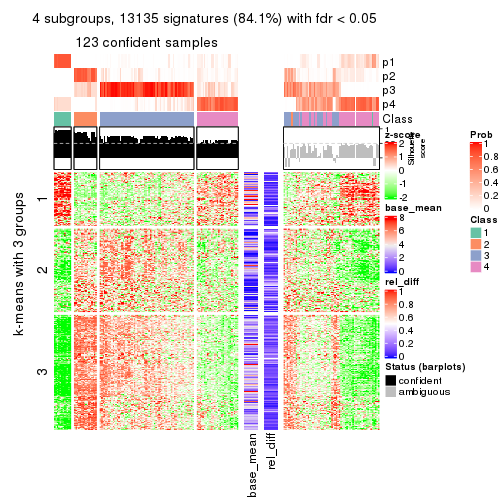 4 subgroups, 13135 signatures (84.1%) with fdr < 0.05
123 confident samples
p1
p2
p3
p4
Class
z-score
2
1
0
-1
-2
Silhouette
score
1
Prob
1
0.8
0.6
0.4
0.2
0
base_mean
8
6
4
2
0
Class
1
2
3
4
rel_diff
1
0.8
0.6
0.4
0.2
0
Status (barplots)
confident
ambiguous
k-means with 3 groups
1
2
3
base_mean
rel_diff